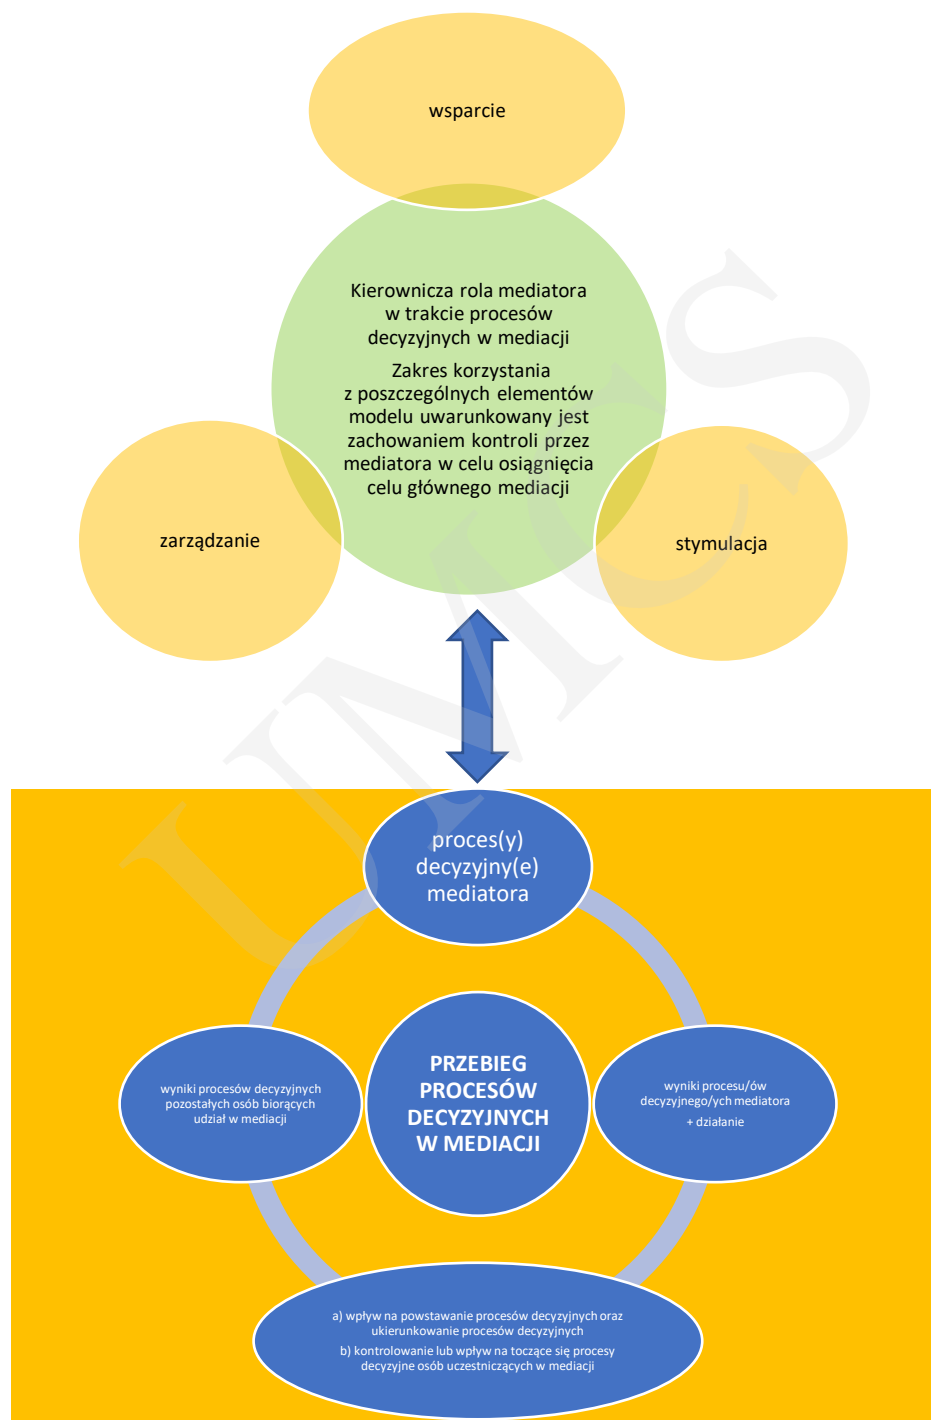 wsparcie
Kierownicza rola mediatora
w trakcie procesów
decyzyjnych w mediacji
Zakres korzystania
z poszczególnych elementów
modelu uwarunkowany jest
zachowaniem kontroli przez
mediatora w celu osiągnięcia
celu głównego mediacji
zarządzanie
stymulacja
UMCS
proces(y)
decyzyjny(e)
mediatora
wyniki procesów decyzyjnych
pozostałych osób biorących
udział w mediacji
PRZEBIEG
PROCESÓW
DECYZYJNYCH
W MEDIACJI
wyniki procesu/ów
decyzyjnego/ych mediatora
+ działanie
a) wpływ na powstawanie procesów decyzyjnych oraz
ukierunkowanie procesów decyzyjnych
b) kontrolowanie lub wpływ na toczące się procesy
decyzyjne osób uczestniczących w mediacji